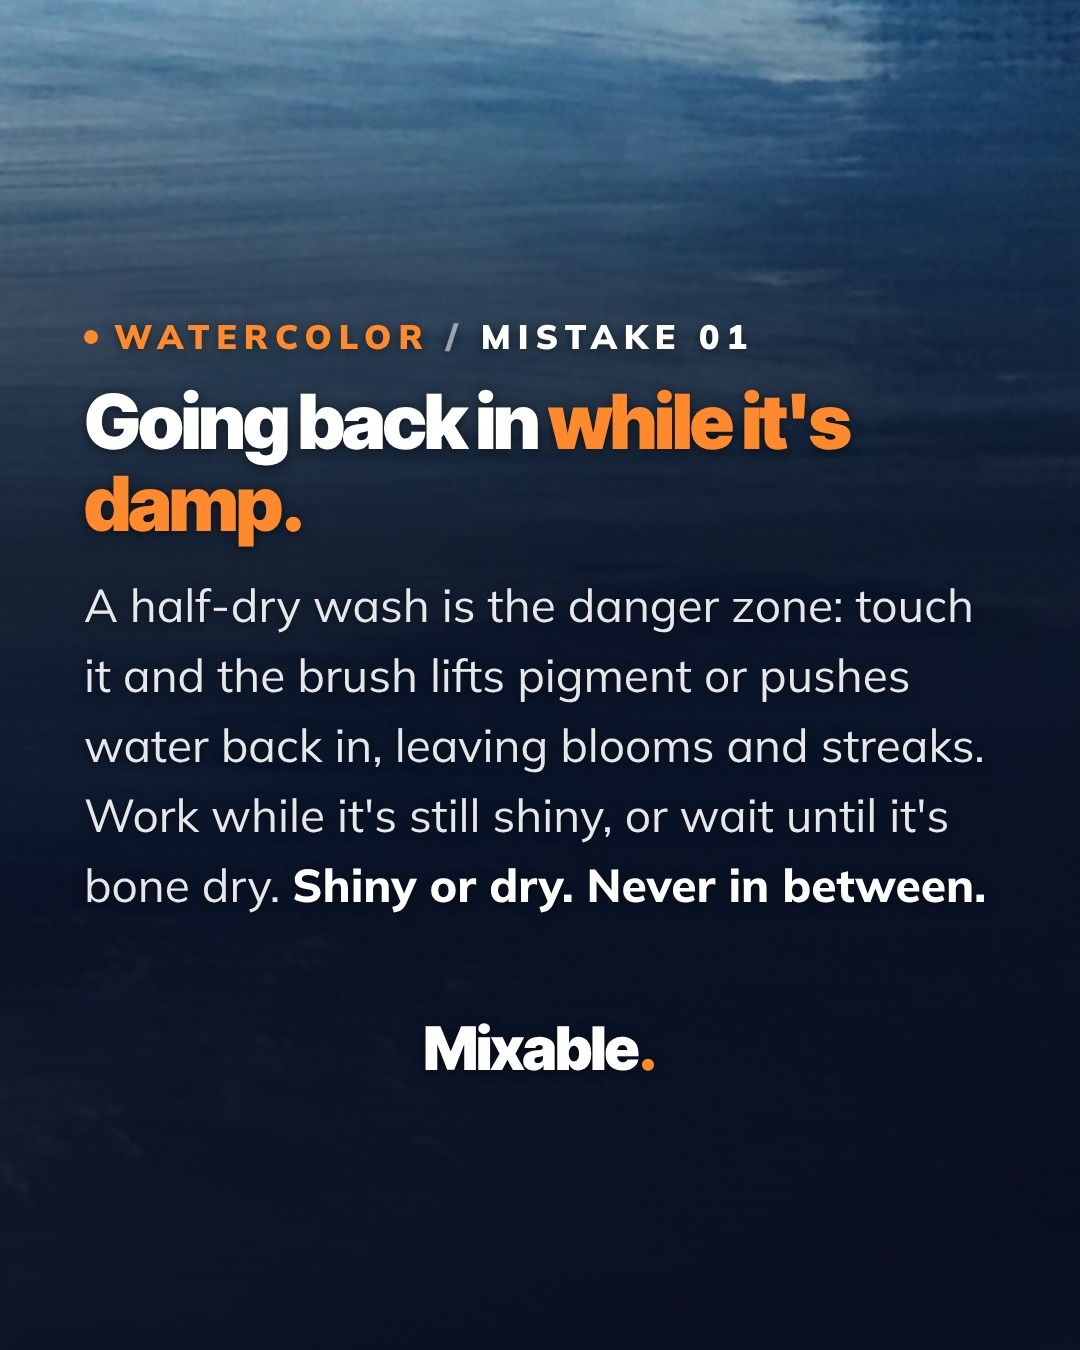 • WATERCOLOR / MISTAKE 01
Going back in while it's
damp.
A half-dry wash is the danger zone: touch
it and the brush lifts pigment or pushes
water back in, leaving blooms and streaks.
Work while it's still shiny, or wait until it's
bone dry. Shiny or dry. Never in between.
Mixable.